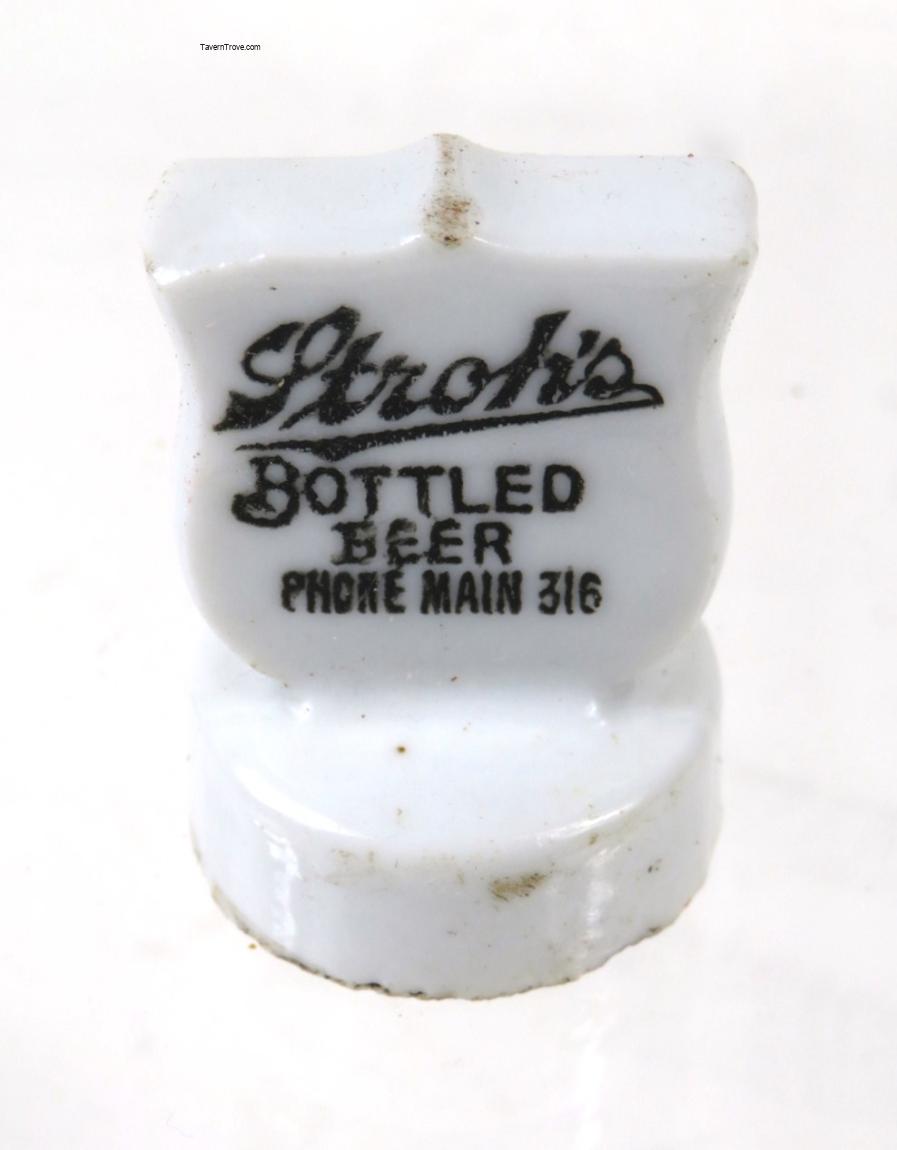 TavernTrove.com
Stroh's
BOTTLED
BEER
PHONE MAIN 316